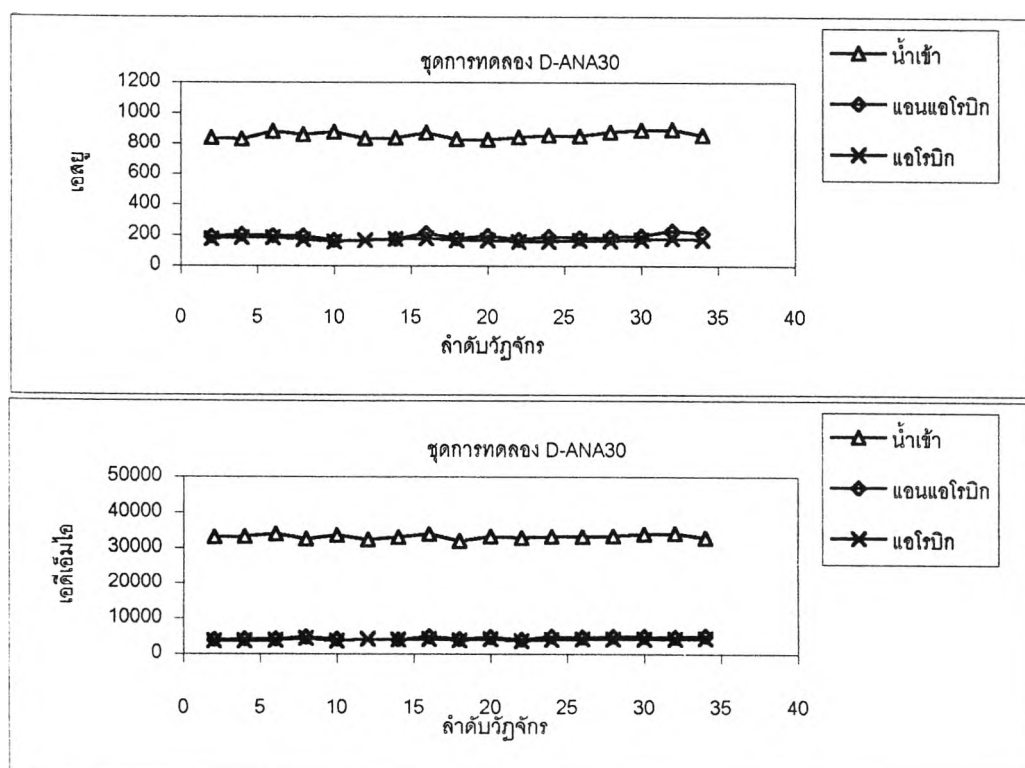 ชุดการทดลอง D-ANA30
น้ำเข้า
แอนแอโรบิก
แอโรบิก
เอสยู
1200
1000
800
600
400
200
0
0 5 10 15 20 25 30 35 40
ลำดับวัฏจักร
ชุดการทดลอง D-ANA30
น้ำเข้า
แอนแอโรบิก
แอโรบิก
เอดีเอ็มไอ
50000
40000
30000
20000
10000
0
0 5 10 15 20 25 30 35 40
ลำดับวัฏจักร